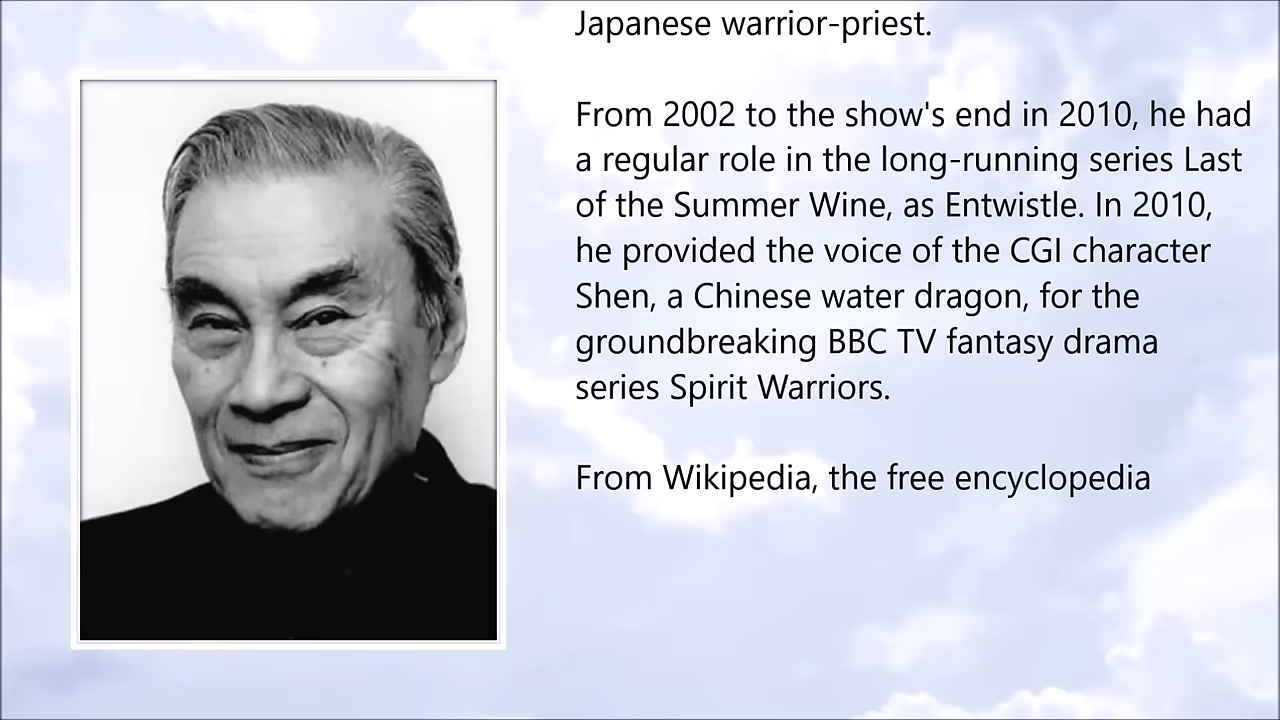 Japanese warrior-priest.
From 2002 to the show's end in 2010, he had
a regular role in the long-running series Last
of the Summer Wine, as Entwistle. In 2010,
he provided the voice of the CGI character
Shen, a Chinese water dragon, for the
groundbreaking BBC TV fantasy drama
series Spirit Warriors.
From Wikipedia, the free encyclopedia